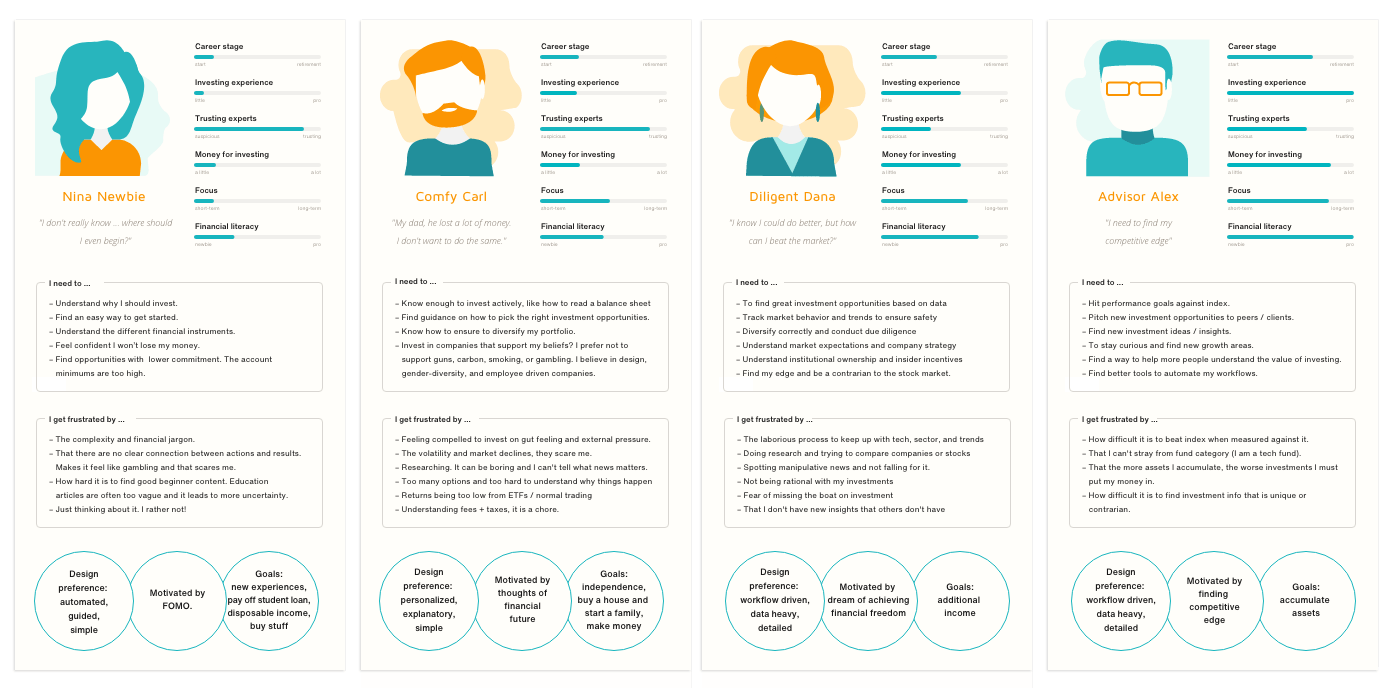 Career stage
start retirement
Investing experience
little pro
Trusting experts
suspicious trusting
Money for investing
a little a lot
Focus
short-term long-term
Financial literacy
newbie pro
Nina Newbie
"I don't really know ... where should
I even begin?"
I need to ...
– Understand why I should invest.
– Find an easy way to get started.
– Understand the different financial instruments.
– Feel confident I won't lose my money.
– Find opportunities with lower commitment. The account
minimums are too high.
I get frustrated by ...
– The complexity and financial jargon.
– That there are no clear connection between actions and results.
Makes it feel like gambling and that scares me.
– How hard it is to find good beginner content. Education
articles are often too vague and it leads to more uncertainty.
– Just thinking about it. I rather not!
Design
preference:
automated,
guided,
simple
Motivated by
FOMO.
Goals:
new experiences,
pay off student loan,
disposable income,
buy stuff
Career stage
start retirement
Investing experience
little pro
Trusting experts
suspicious trusting
Money for investing
a little a lot
Focus
short-term long-term
Financial literacy
newbie pro
Comfy Carl
"My dad, he lost a lot of money.
I don't want to do the same."
I need to ...
– Know enough to invest actively, like how to read a balance sheet
– Find guidance on how to pick the right investment opportunities.
– Know how to ensure to diversify my portfolio.
– Invest in companies that support my beliefs? I prefer not to
support guns, carbon, smoking, or gambling. I believe in design,
gender-diversity, and employee driven companies.
I get frustrated by ...
– Feeling compelled to invest on gut feeling and external pressure.
– The volatility and market declines, they scare me.
– Researching. It can be boring and I can't tell what news matters.
– Too many options and too hard to understand why things happen
– Returns being too low from ETFs / normal trading
– Understanding fees + taxes, it is a chore.
Design
preference:
personalized,
explanatory,
simple
Motivated by
thoughts of
financial
future
Goals:
independence,
buy a house and
start a family,
make money
Career stage
start retirement
Investing experience
little pro
Trusting experts
suspicious trusting
Money for investing
a little a lot
Focus
short-term long-term
Financial literacy
newbie pro
Diligent Dana
"I know I could do better, but how
can I beat the market?"
I need to ...
– To find great investment opportunities based on data
– Track market behavior and trends to ensure safety
– Diversify correctly and conduct due diligence
– Understand market expectations and company strategy
– Understand institutional ownership and insider incentives
– Find my edge and be a contrarian to the stock market.
I get frustrated by ...
– The laborious process to keep up with tech, sector, and trends
– Doing research and trying to compare companies or stocks
– Spotting manipulative news and not falling for it.
– Not being rational with my investments
– Fear of missing the boat on investment
– That I don't have new insights that others don't have
Design
preference:
workflow driven,
data heavy,
detailed
Motivated by
dream of achieving
financial freedom
Goals:
additional
income
Career stage
start retirement
Investing experience
little pro
Trusting experts
suspicious trusting
Money for investing
a little a lot
Focus
short-term long-term
Financial literacy
newbie pro
Advisor Alex
"I need to find my
competitive edge"
I need to ...
– Hit performance goals against index.
– Pitch new investment opportunities to peers / clients.
– Find new investment ideas / insights.
– To stay curious and find new growth areas.
– Find a way to help more people understand the value of investing.
– Find better tools to automate my workflows.
I get frustrated by ...
– How difficult it is to beat index when measured against it.
– That I can't stray from fund category (I am a tech fund).
– That the more assets I accumulate, the worse investments I must
put my money in.
– How difficult it is to find investment info that is unique or
contrarian.
Design
preference:
workflow driven,
data heavy,
detailed
Motivated by
finding
competitive
edge
Goals:
accumulate
assets